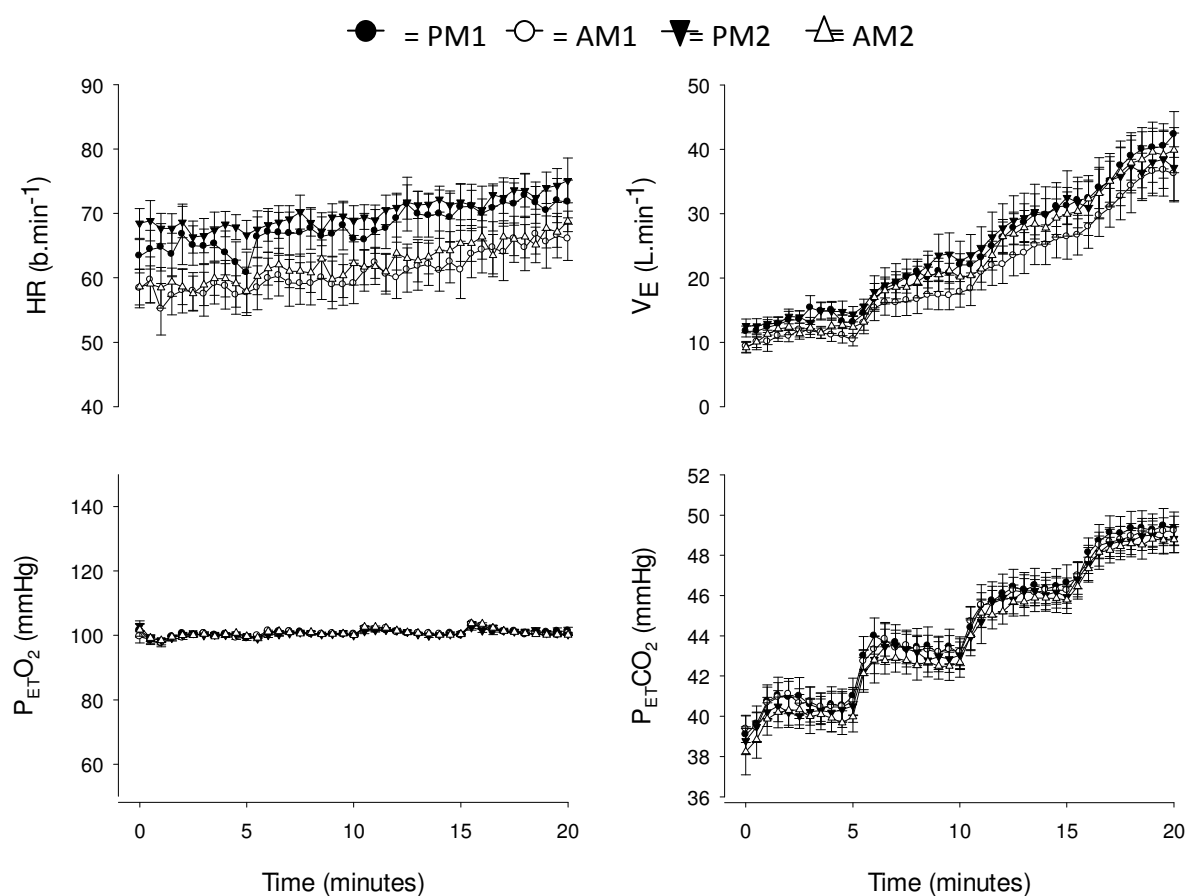 = PM1 = AM1 = PM2 = AM2
HR (b.min⁻¹)
90
80
70
60
50
40
VE (L.min⁻¹)
50
40
30
20
10
0
PETO2 (mmHg)
140
120
100
80
60
0 5 10 15 20
Time (minutes)
PETCO2 (mmHg)
52
50
48
46
44
42
40
38
36
0 5 10 15 20
Time (minutes)